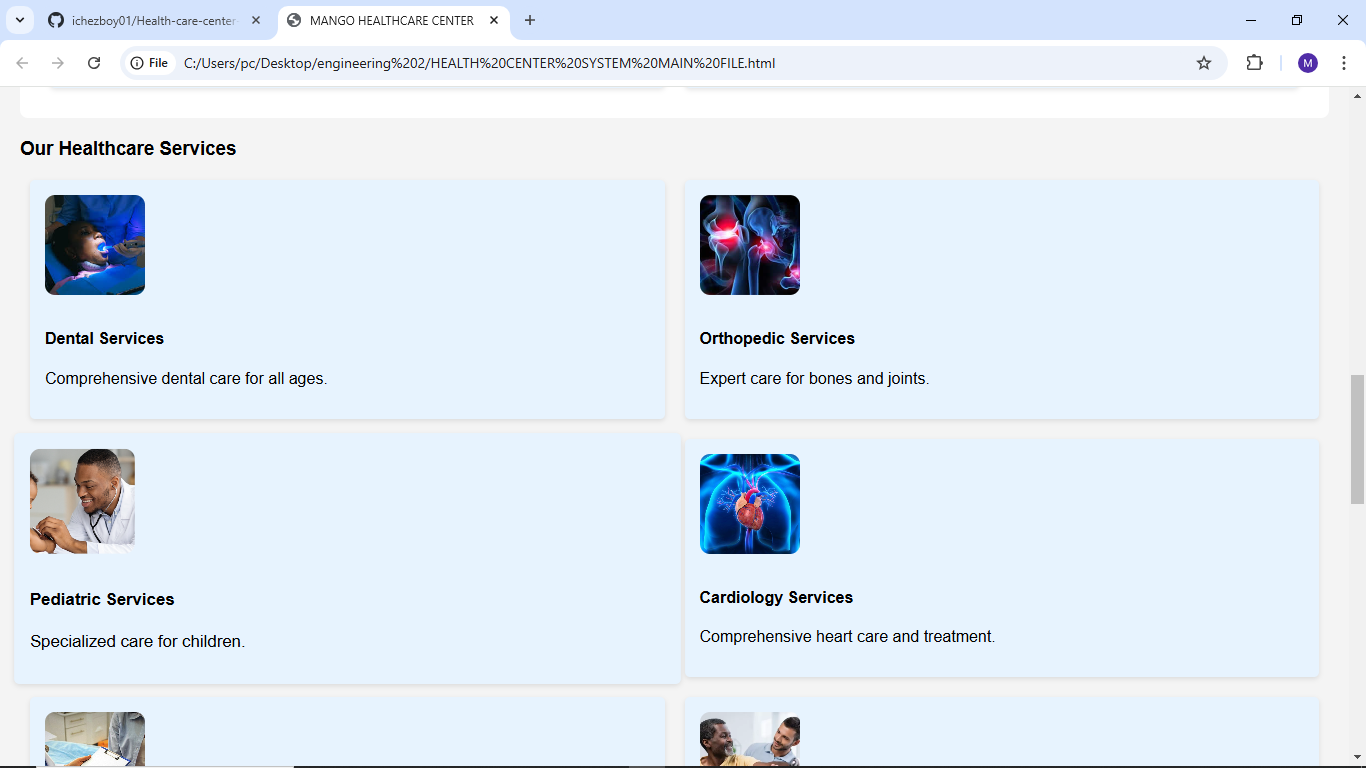 ichezboy01/Health-care-center-
MANGO HEALTHCARE CENTER
File
C:/Users/pc/Desktop/engineering%202/HEALTH%20CENTER%20SYSTEM%20MAIN%20FILE.html
M
Our Healthcare Services
Dental Services
Comprehensive dental care for all ages.
Orthopedic Services
Expert care for bones and joints.
Pediatric Services
Specialized care for children.
Cardiology Services
Comprehensive heart care and treatment.